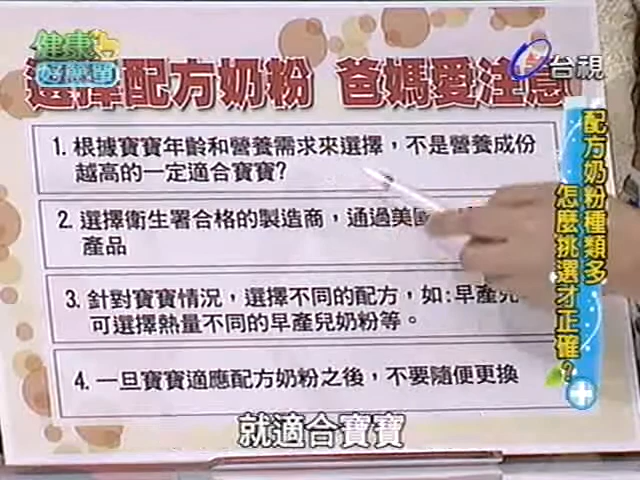 健康
好簡單
台視
選擇配方奶粉 爸媽愛注意
1. 根據寶寶年齡和營養需求來選擇，不是營養成份
越高的一定適合寶寶?
2. 選擇衛生署合格的製造商，通過美國
產品
3. 針對寶寶情況，選擇不同的配方，如:早產兒
可選擇熱量不同的早產兒奶粉等。
4. 一旦寶寶適應配方奶粉之後，不要隨便更換
配方奶粉種類多
怎麼挑選才正確?
就適合寶寶